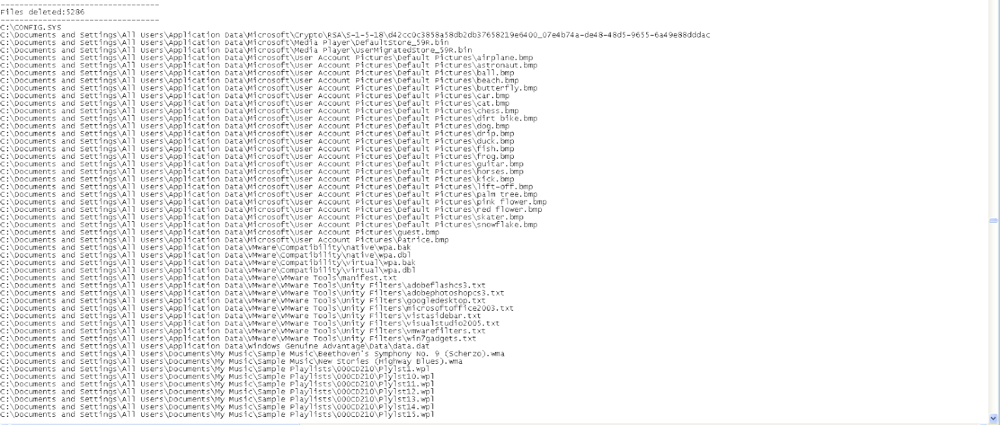 ----------------------------------
Files deleted:5286
----------------------------------
C:\CONFIG.SYS
C:\Documents and Settings\All Users\Application Data\Microsoft\Crypto\RSA\S-1-5-18\d42cc0c3858a58db2db37658219e6400_07e4b74a-de48-48d5-9655-6a49e88dddac
C:\Documents and Settings\All Users\Application Data\Microsoft\Media Player\DefaultStore_59R.bin
C:\Documents and Settings\All Users\Application Data\Microsoft\Media Player\UserMigratedStore_59R.bin
C:\Documents and Settings\All Users\Application Data\Microsoft\User Account Pictures\Default Pictures\airplane.bmp
C:\Documents and Settings\All Users\Application Data\Microsoft\User Account Pictures\Default Pictures\astronaut.bmp
C:\Documents and Settings\All Users\Application Data\Microsoft\User Account Pictures\Default Pictures\ball.bmp
C:\Documents and Settings\All Users\Application Data\Microsoft\User Account Pictures\Default Pictures\beach.bmp
C:\Documents and Settings\All Users\Application Data\Microsoft\User Account Pictures\Default Pictures\butterfly.bmp
C:\Documents and Settings\All Users\Application Data\Microsoft\User Account Pictures\Default Pictures\car.bmp
C:\Documents and Settings\All Users\Application Data\Microsoft\User Account Pictures\Default Pictures\cat.bmp
C:\Documents and Settings\All Users\Application Data\Microsoft\User Account Pictures\Default Pictures\chess.bmp
C:\Documents and Settings\All Users\Application Data\Microsoft\User Account Pictures\Default Pictures\dirt bike.bmp
C:\Documents and Settings\All Users\Application Data\Microsoft\User Account Pictures\Default Pictures\dog.bmp
C:\Documents and Settings\All Users\Application Data\Microsoft\User Account Pictures\Default Pictures\drip.bmp
C:\Documents and Settings\All Users\Application Data\Microsoft\User Account Pictures\Default Pictures\duck.bmp
C:\Documents and Settings\All Users\Application Data\Microsoft\User Account Pictures\Default Pictures\fish.bmp
C:\Documents and Settings\All Users\Application Data\Microsoft\User Account Pictures\Default Pictures\frog.bmp
C:\Documents and Settings\All Users\Application Data\Microsoft\User Account Pictures\Default Pictures\guitar.bmp
C:\Documents and Settings\All Users\Application Data\Microsoft\User Account Pictures\Default Pictures\horses.bmp
C:\Documents and Settings\All Users\Application Data\Microsoft\User Account Pictures\Default Pictures\kick.bmp
C:\Documents and Settings\All Users\Application Data\Microsoft\User Account Pictures\Default Pictures\lift-off.bmp
C:\Documents and Settings\All Users\Application Data\Microsoft\User Account Pictures\Default Pictures\palm tree.bmp
C:\Documents and Settings\All Users\Application Data\Microsoft\User Account Pictures\Default Pictures\pink flower.bmp
C:\Documents and Settings\All Users\Application Data\Microsoft\User Account Pictures\Default Pictures\red flower.bmp
C:\Documents and Settings\All Users\Application Data\Microsoft\User Account Pictures\Default Pictures\skater.bmp
C:\Documents and Settings\All Users\Application Data\Microsoft\User Account Pictures\Default Pictures\snowflake.bmp
C:\Documents and Settings\All Users\Application Data\Microsoft\User Account Pictures\guest.bmp
C:\Documents and Settings\All Users\Application Data\Microsoft\User Account Pictures\Patrice.bmp
C:\Documents and Settings\All Users\Application Data\VMware\Compatibility\native\wpa.bak
C:\Documents and Settings\All Users\Application Data\VMware\Compatibility\native\wpa.dbl
C:\Documents and Settings\All Users\Application Data\VMware\Compatibility\virtual\wpa.bak
C:\Documents and Settings\All Users\Application Data\VMware\Compatibility\virtual\wpa.dbl
C:\Documents and Settings\All Users\Application Data\VMware\VMware Tools\manifest.txt
C:\Documents and Settings\All Users\Application Data\VMware\VMware Tools\Unity Filters\adobeflashcs3.txt
C:\Documents and Settings\All Users\Application Data\VMware\VMware Tools\Unity Filters\adobephotoshopcs3.txt
C:\Documents and Settings\All Users\Application Data\VMware\VMware Tools\Unity Filters\googledesktop.txt
C:\Documents and Settings\All Users\Application Data\VMware\VMware Tools\Unity Filters\microsoftoffice2003.txt
C:\Documents and Settings\All Users\Application Data\VMware\VMware Tools\Unity Filters\vistasidebar.txt
C:\Documents and Settings\All Users\Application Data\VMware\VMware Tools\Unity Filters\visualstudio2005.txt
C:\Documents and Settings\All Users\Application Data\VMware\VMware Tools\Unity Filters\vmwarefilters.txt
C:\Documents and Settings\All Users\Application Data\VMware\VMware Tools\Unity Filters\win7gadgets.txt
C:\Documents and Settings\All Users\Application Data\Windows Genuine Advantage\Data\data.dat
C:\Documents and Settings\All Users\Documents\My Music\Sample Music\Beethoven's Symphony No. 9 (Scherzo).wma
C:\Documents and Settings\All Users\Documents\My Music\Sample Music\New Stories (Highway Blues).wma
C:\Documents and Settings\All Users\Documents\My Music\Sample Playlists\000CD210\Plylst1.wpl
C:\Documents and Settings\All Users\Documents\My Music\Sample Playlists\000CD210\Plylst10.wpl
C:\Documents and Settings\All Users\Documents\My Music\Sample Playlists\000CD210\Plylst11.wpl
C:\Documents and Settings\All Users\Documents\My Music\Sample Playlists\000CD210\Plylst12.wpl
C:\Documents and Settings\All Users\Documents\My Music\Sample Playlists\000CD210\Plylst13.wpl
C:\Documents and Settings\All Users\Documents\My Music\Sample Playlists\000CD210\Plylst14.wpl
C:\Documents and Settings\All Users\Documents\My Music\Sample Playlists\000CD210\Plylst15.wpl